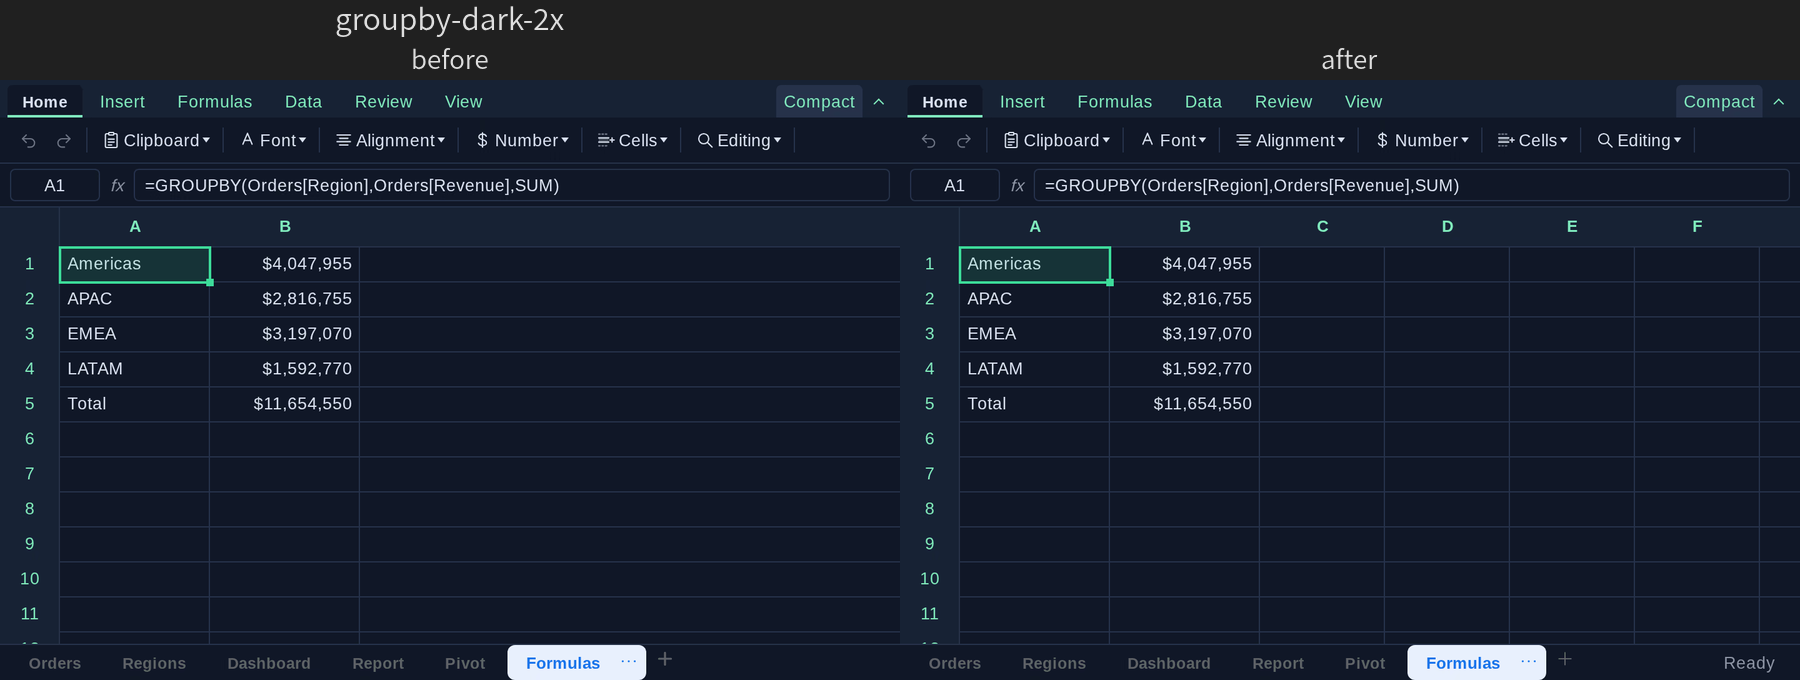 groupby-dark-2x
before
after
Home Insert Formulas Data Review View Compact
Clipboard Font Alignment $ Number Cells Editing
A1 fx =GROUPBY(Orders[Region],Orders[Revenue],SUM)
A B
1 Americas $4,047,955
2 APAC $2,816,755
3 EMEA $3,197,070
4 LATAM $1,592,770
5 Total $11,654,550
6
7
8
9
10
11
Orders Regions Dashboard Report Pivot Formulas ... +
Home Insert Formulas Data Review View Compact
Clipboard Font Alignment $ Number Cells Editing
A1 fx =GROUPBY(Orders[Region],Orders[Revenue],SUM)
A B C D E F
1 Americas $4,047,955
2 APAC $2,816,755
3 EMEA $3,197,070
4 LATAM $1,592,770
5 Total $11,654,550
6
7
8
9
10
11
Orders Regions Dashboard Report Pivot Formulas ... + Ready